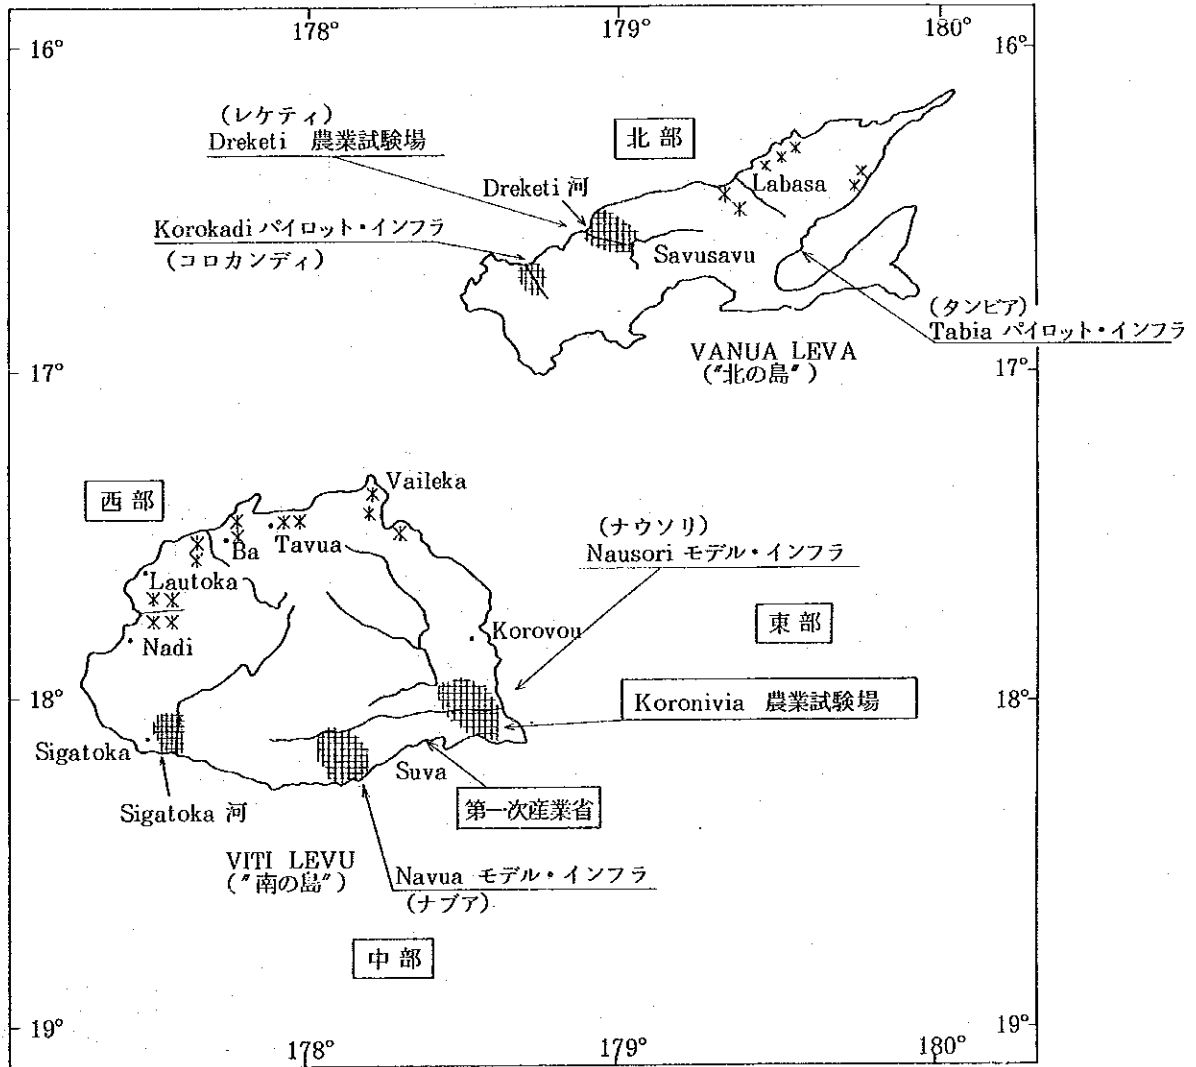 178°
179°
180°
16°
16°
(レケティ)
Dreketi 農業試験場
北部
Labasa
Dreketi 河
Korokadi パイロット・インフラ
(コロカンディ)
Savusavu
(タンビア)
Tabia パイロット・インフラ
VANUA LEVA
("北の島")
17°
17°
西部
Vaileka
(ナウソリ)
Nausori モデル・インフラ
Ba
Tavua
Lautoka
東部
Korovou
Nadi
18°
18°
Koronivia 農業試験場
Sigatoka
Suva
第一次産業省
Sigatoka 河
VITI LEVU
("南の島")
Navua モデル・インフラ
(ナブア)
中部
19°
19°
178°
179°
180°